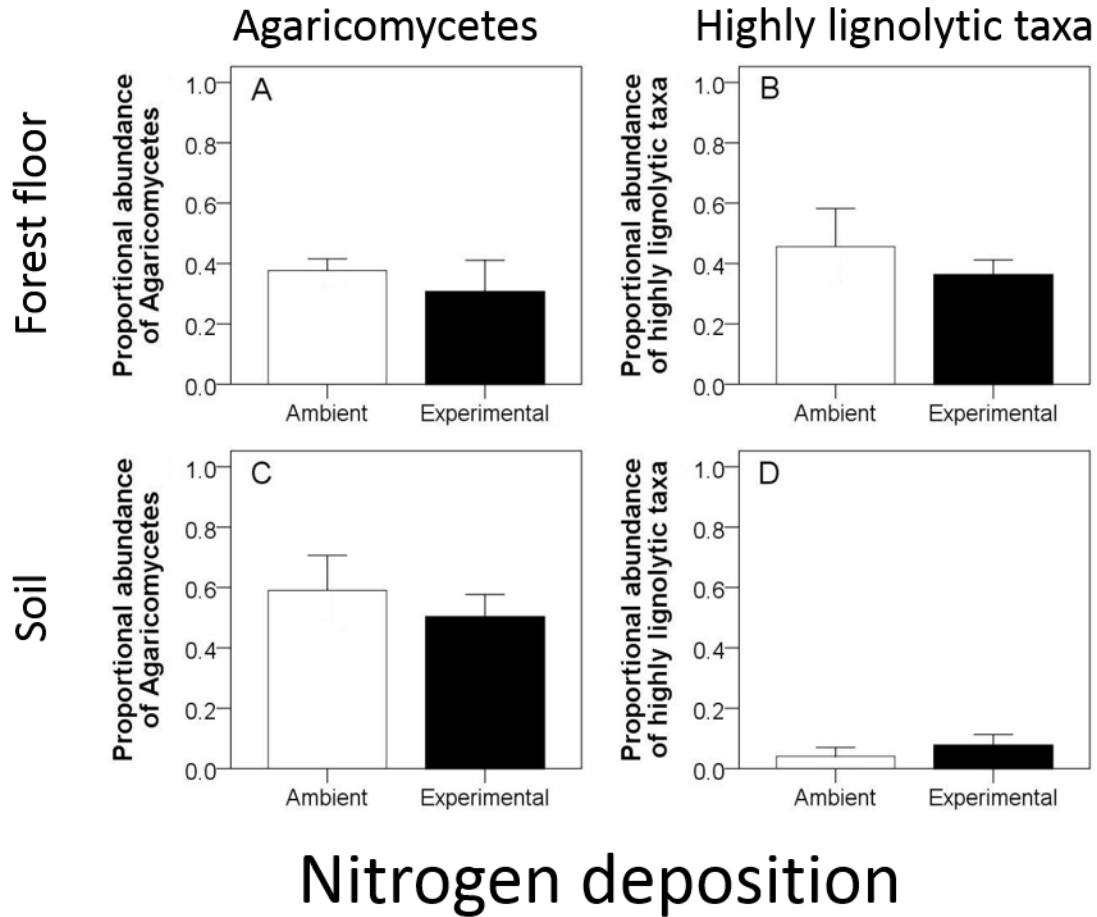 Agaricomycetes
Highly lignolytic taxa
Forest floor
Proportional abundance
of Agaricomycetes
1.0
0.8
0.6
0.4
0.2
0.0
A
Ambient
Experimental
Proportional abundance
of highly lignolytic taxa
1.0
0.8
0.6
0.4
0.2
0.0
B
Ambient
Experimental
Soil
Proportional abundance
of Agaricomycetes
1.0
0.8
0.6
0.4
0.2
0.0
C
Ambient
Experimental
Proportional abundance
of highly lignolytic taxa
1.0
0.8
0.6
0.4
0.2
0.0
D
Ambient
Experimental
Nitrogen deposition